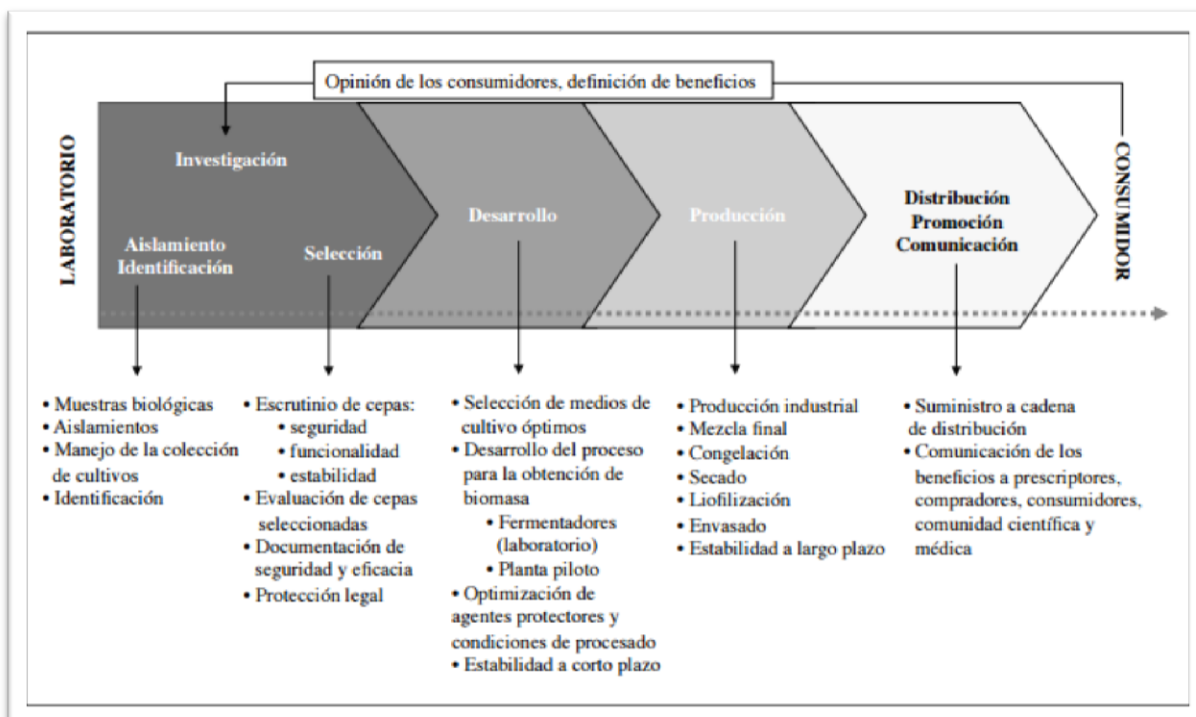 Opinión de los consumidores, definición de beneficios
LABORATORIO
Investigación
Aislamiento
Identificación
Selección
Desarrollo
Producción
Distribución
Promoción
Comunicación
CONSUMIDOR
• Muestras biológicas
• Aislamientos
• Manejo de la colección
de cultivos
• Identificación
• Escrutinio de cepas:
• seguridad
• funcionalidad
• estabilidad
• Evaluación de cepas
seleccionadas
• Documentación de
seguridad y eficacia
• Protección legal
• Selección de medios de
cultivo óptimos
• Desarrollo del proceso
para la obtención de
biomasa
• Fermentadores
(laboratorio)
• Planta piloto
• Optimización de
agentes protectores y
condiciones de procesado
• Estabilidad a corto plazo
• Producción industrial
• Mezcla final
• Congelación
• Secado
• Liofilización
• Envasado
• Estabilidad a largo plazo
• Suministro a cadena
de distribución
• Comunicación de los
beneficios a prescriptores,
compradores, consumidores,
comunidad científica y
médica